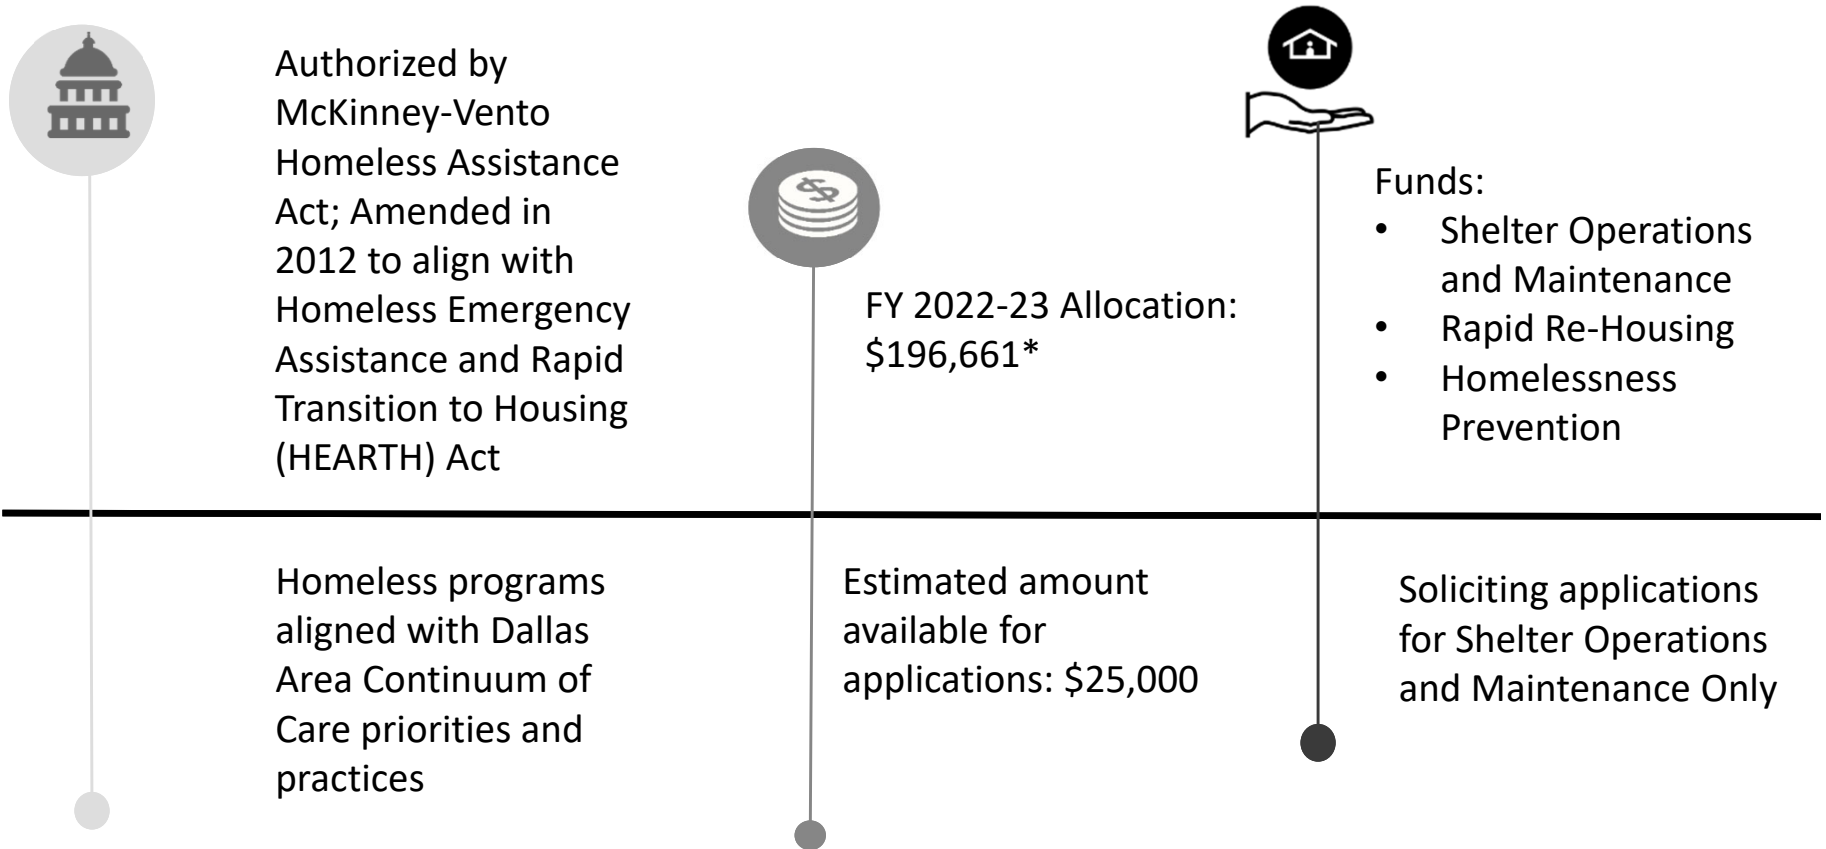 Authorized by
McKinney-Vento
Homeless Assistance
Act; Amended in
2012 to align with
Homeless Emergency
Assistance and Rapid
Transition to Housing
(HEARTH) Act
Homeless programs
aligned with Dallas
Area Continuum of
Care priorities and
practices
$
FY 2022-23 Allocation:
$196,661*
Estimated amount
available for
applications: $25,000
Funds:
• Shelter Operations
and Maintenance
• Rapid Re-Housing
• Homelessness
Prevention
Soliciting applications
for Shelter Operations
and Maintenance Only